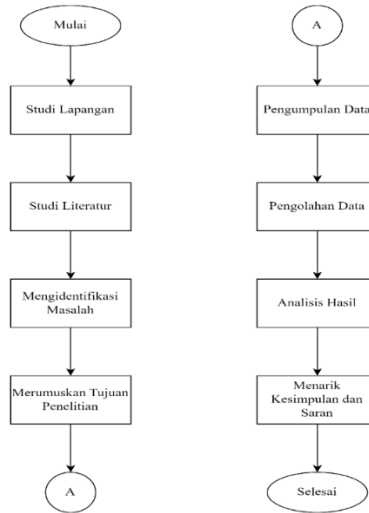 Mulai
Studi Lapangan
Studi Literatur
Mengidentifikasi
Masalah
Merumuskan Tujuan
Penelitian
A
A
Pengumpulan Data
Pengolahan Data
Analisis Hasil
Menarik
Kesimpulan dan
Saran
Selesai